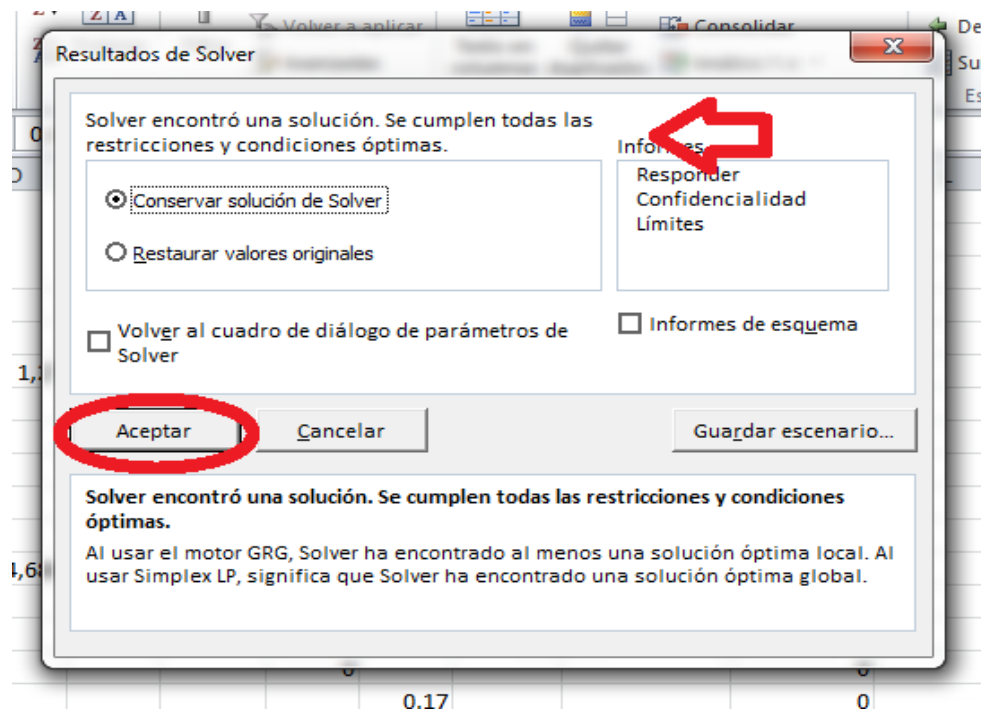 Volver a aplicar
Consolidar
De
Resultados de Solver
Su
Es
Solver encontró una solución. Se cumplen todas las
restricciones y condiciones óptimas.
Informes
Conservar solución de Solver
Restaurar valores originales
Responder
Confidencialidad
Límites
Volver al cuadro de diálogo de parámetros de
Solver
Informes de esquema
Aceptar
Cancelar
Guardar escenario...
Solver encontró una solución. Se cumplen todas las restricciones y condiciones
óptimas.
Al usar el motor GRG, Solver ha encontrado al menos una solución óptima local. Al
usar Simplex LP, significa que Solver ha encontrado una solución óptima global.
0
0
0.17
0